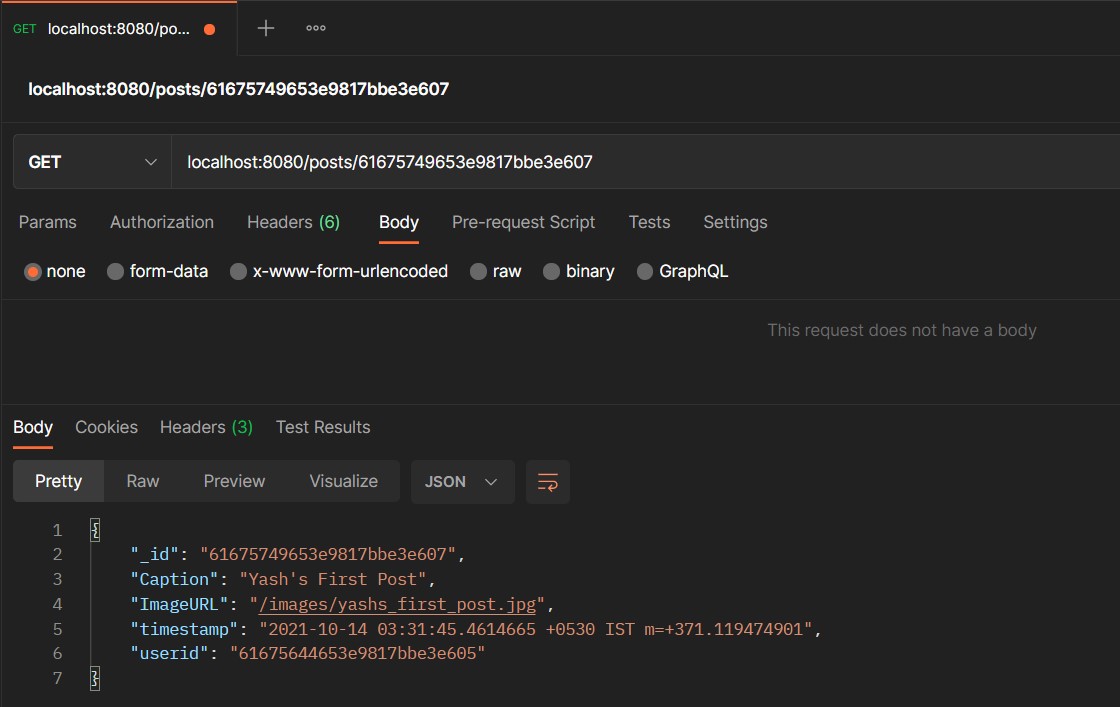 GET localhost:8080/po...
localhost:8080/posts/61675749653e9817bbe3e607
GET localhost:8080/posts/61675749653e9817bbe3e607
Params Authorization Headers (6) Body Pre-request Script Tests Settings
none form-data x-www-form-urlencoded raw binary GraphQL
This request does not have a body
Body Cookies Headers (3) Test Results
Pretty Raw Preview Visualize JSON
1 {
2 "_id": "61675749653e9817bbe3e607",
3 "Caption": "Yash's First Post",
4 "ImageURL": "/images/yashs_first_post.jpg",
5 "timestamp": "2021-10-14 03:31:45.4614665 +0530 IST m=+371.119474901",
6 "userid": "61675644653e9817bbe3e605"
7 }